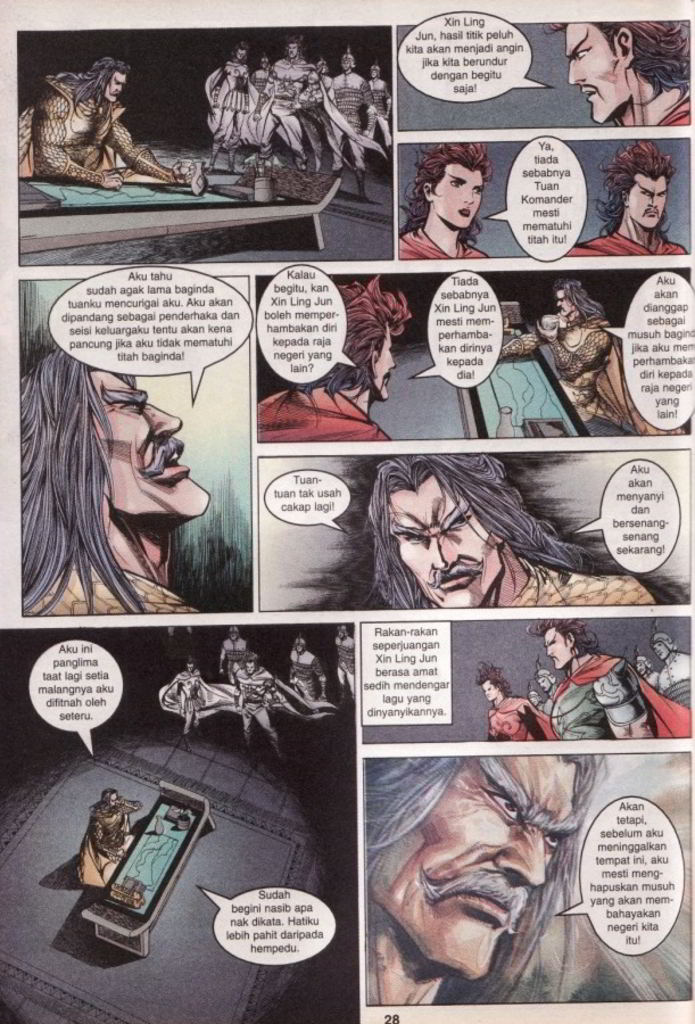 Xin Ling
Jun, hasil titik peluh
kita akan menjadi angin
jika kita berundur
dengan begitu
saja!
Ya,
tiada
sebabnya
Tuan
Komander
mesti
mematuhi
titah itu!
Aku tahu
sudah agak lama baginda
tuanku mencurigai aku. Aku akan
dipandang sebagai penderhaka dan
seisi keluargaku tentu akan kena
pancung jika aku tidak mematuhi
titah baginda!
Kalau
begitu, kan
Xin Ling Jun
boleh memper-
hambakan diri
kepada raja
negeri yang
lain?
Tiada
sebabnya
Xin Ling Jun
mesti mem-
perhamba-
kan dirinya
kepada
dia!
Aku
akan
dianggap
sebagai
musuh
jika aku
diri kepada
raja negeri
yang
lain!
Tuan-
tuan tak usah
cakap lagi!
Aku
akan
menyanyi
dan
bersenang-
senang
sekarang!
Aku ini
panglima
taat lagi setia
malangnya aku
difitnah oleh
seteru.
Sudah
begini nasib apa
nak dikata. Hatiku
lebih pahit daripada
hempedu.
Rakan-rakan
seperjuangan
Xin Ling Jun
berasa amat
sedih mendengar
lagu yang
dinyanyikannya.
Akan
tetapi,
sebelum aku
meninggalkan
tempat ini, aku
mesti meng-
hapuskan musuh
yang akan mem-
bahayakan
negeri kita
itu!
28